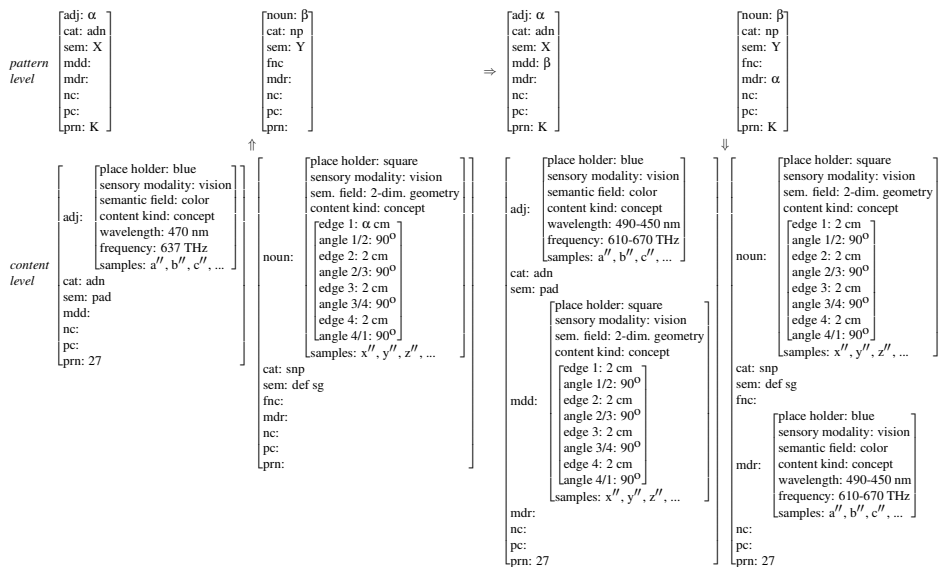 pattern level
adj: α
cat: adn
sem: X
mdd:
mdr:
nc:
pc:
prn: K
noun: β
cat: np
sem: Y
fnc
mdr:
nc:
pc:
prn:
⇒
adj: α
cat: adn
sem: X
mdd: β
mdr:
nc:
pc:
prn: K
noun: β
cat: np
sem: Y
fnc:
mdr: α
nc:
pc:
prn: K
⇑
⇓
content level
adj:
place holder: blue
sensory modality: vision
semantic field: color
content kind: concept
wavelength: 470 nm
frequency: 637 THz
samples: a″, b″, c″, ...
cat: adn
sem: pad
mdd:
nc:
pc:
prn: 27
noun:
place holder: square
sensory modality: vision
sem. field: 2-dim. geometry
content kind: concept
edge 1: α cm
angle 1/2: 90°
edge 2: 2 cm
angle 2/3: 90°
edge 3: 2 cm
angle 3/4: 90°
edge 4: 2 cm
angle 4/1: 90°
samples: x″, y″, z″, ...
cat: snp
sem: def sg
fnc:
mdr:
nc:
pc:
prn:
adj:
place holder: blue
sensory modality: vision
semantic field: color
content kind: concept
wavelength: 490-450 nm
frequency: 610-670 THz
samples: a″, b″, c″, ...
cat: adn
sem: pad
mdd:
place holder: square
sensory modality: vision
sem. field: 2-dim. geometry
content kind: concept
edge 1: 2 cm
angle 1/2: 90°
edge 2: 2 cm
angle 2/3: 90°
edge 3: 2 cm
angle 3/4: 90°
edge 4: 2 cm
angle 4/1: 90°
samples: x″, y″, z″, ...
mdr:
nc:
pc:
prn: 27
noun:
place holder: square
sensory modality: vision
sem. field: 2-dim. geometry
content kind: concept
edge 1: 2 cm
angle 1/2: 90°
edge 2: 2 cm
angle 2/3: 90°
edge 3: 2 cm
angle 3/4: 90°
edge 4: 2 cm
angle 4/1: 90°
samples: x″, y″, z″, ...
cat: snp
sem: def sg
fnc:
mdr:
place holder: blue
sensory modality: vision
semantic field: color
content kind: concept
wavelength: 490-450 nm
frequency: 610-670 THz
samples: a″, b″, c″, ...
nc:
pc:
prn: 27